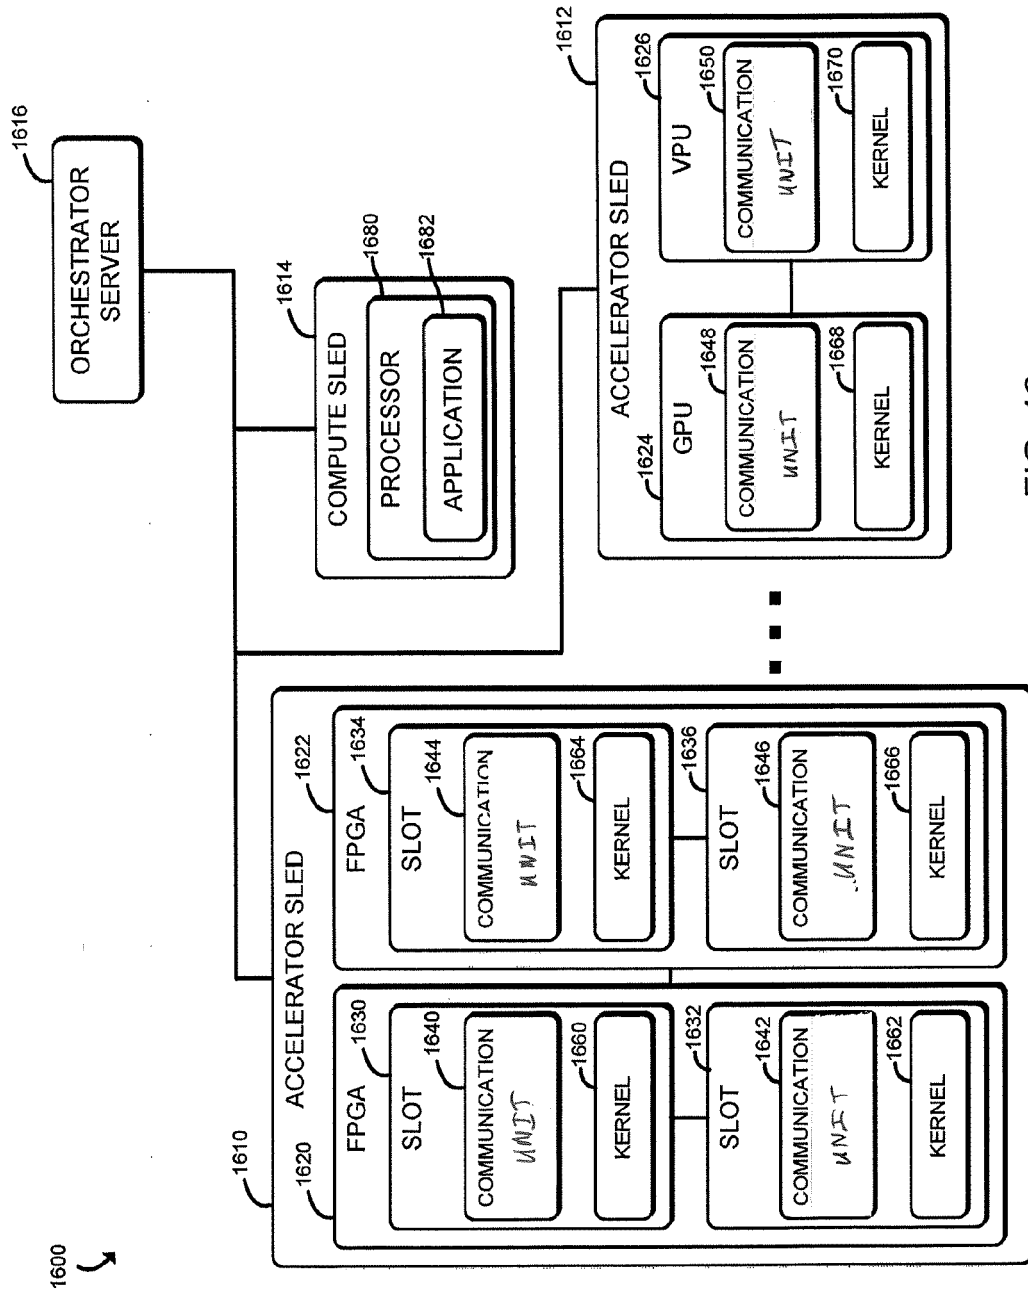 1600
1616
ORCHESTRATOR
SERVER
1614
COMPUTE SLED
1680
PROCESSOR
1682
APPLICATION
1610
ACCELERATOR SLED
1620
FPGA
1630
SLOT
1640
COMMUNICATION
UNIT
1660
KERNEL
1632
SLOT
1642
COMMUNICATION
UNIT
1662
KERNEL
1622
FPGA
1634
SLOT
1644
COMMUNICATION
UNIT
1664
KERNEL
1636
SLOT
1646
COMMUNICATION
UNIT
1666
KERNEL
1612
ACCELERATOR SLED
1624
GPU
1648
COMMUNICATION
UNIT
1668
KERNEL
1626
VPU
1650
COMMUNICATION
UNIT
1670
KERNEL